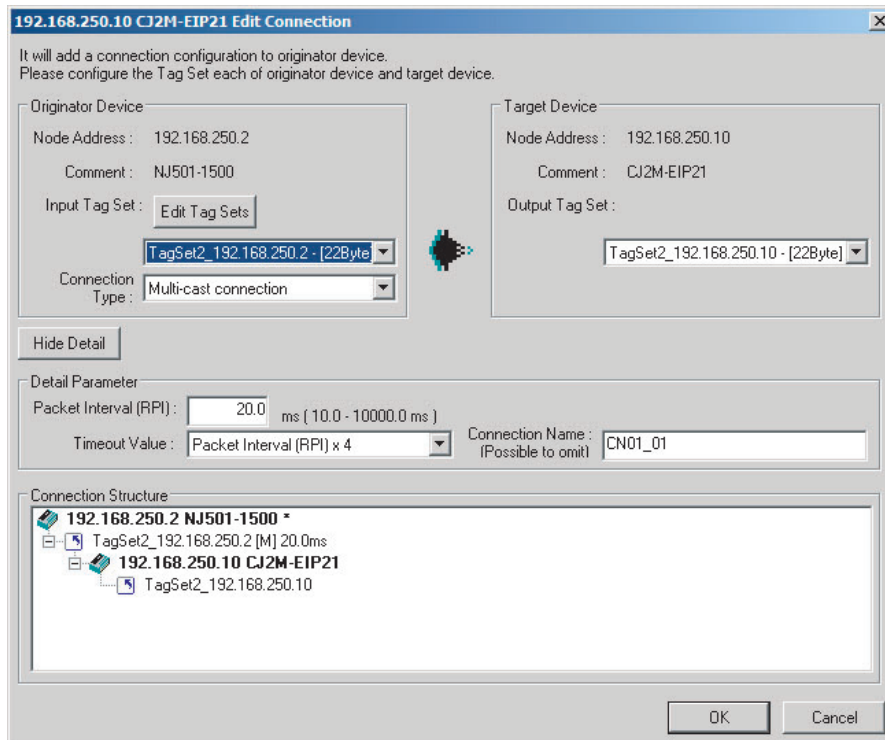 192.168.250.10 CJ2M-EIP21 Edit Connection
It will add a connection configuration to originator device.
Please configure the Tag Set each of originator device and target device.
Originator Device
Node Address : 192.168.250.2
Comment : NJ501-1500
Input Tag Set : Edit Tag Sets
TagSet2_192.168.250.2 - [22Byte]
Connection Type : Multi-cast connection
Target Device
Node Address : 192.168.250.10
Comment : CJ2M-EIP21
Output Tag Set :
TagSet2_192.168.250.10 - [22Byte]
Hide Detail
Detail Parameter
Packet Interval (RPI) : 20.0 ms ( 10.0 - 10000.0 ms )
Timeout Value : Packet Interval (RPI) x 4
Connection Name : (Possible to omit) CN01_01
Connection Structure
192.168.250.2 NJ501-1500 *
TagSet2_192.168.250.2 [M] 20.0ms
192.168.250.10 CJ2M-EIP21
TagSet2_192.168.250.10
OK Cancel